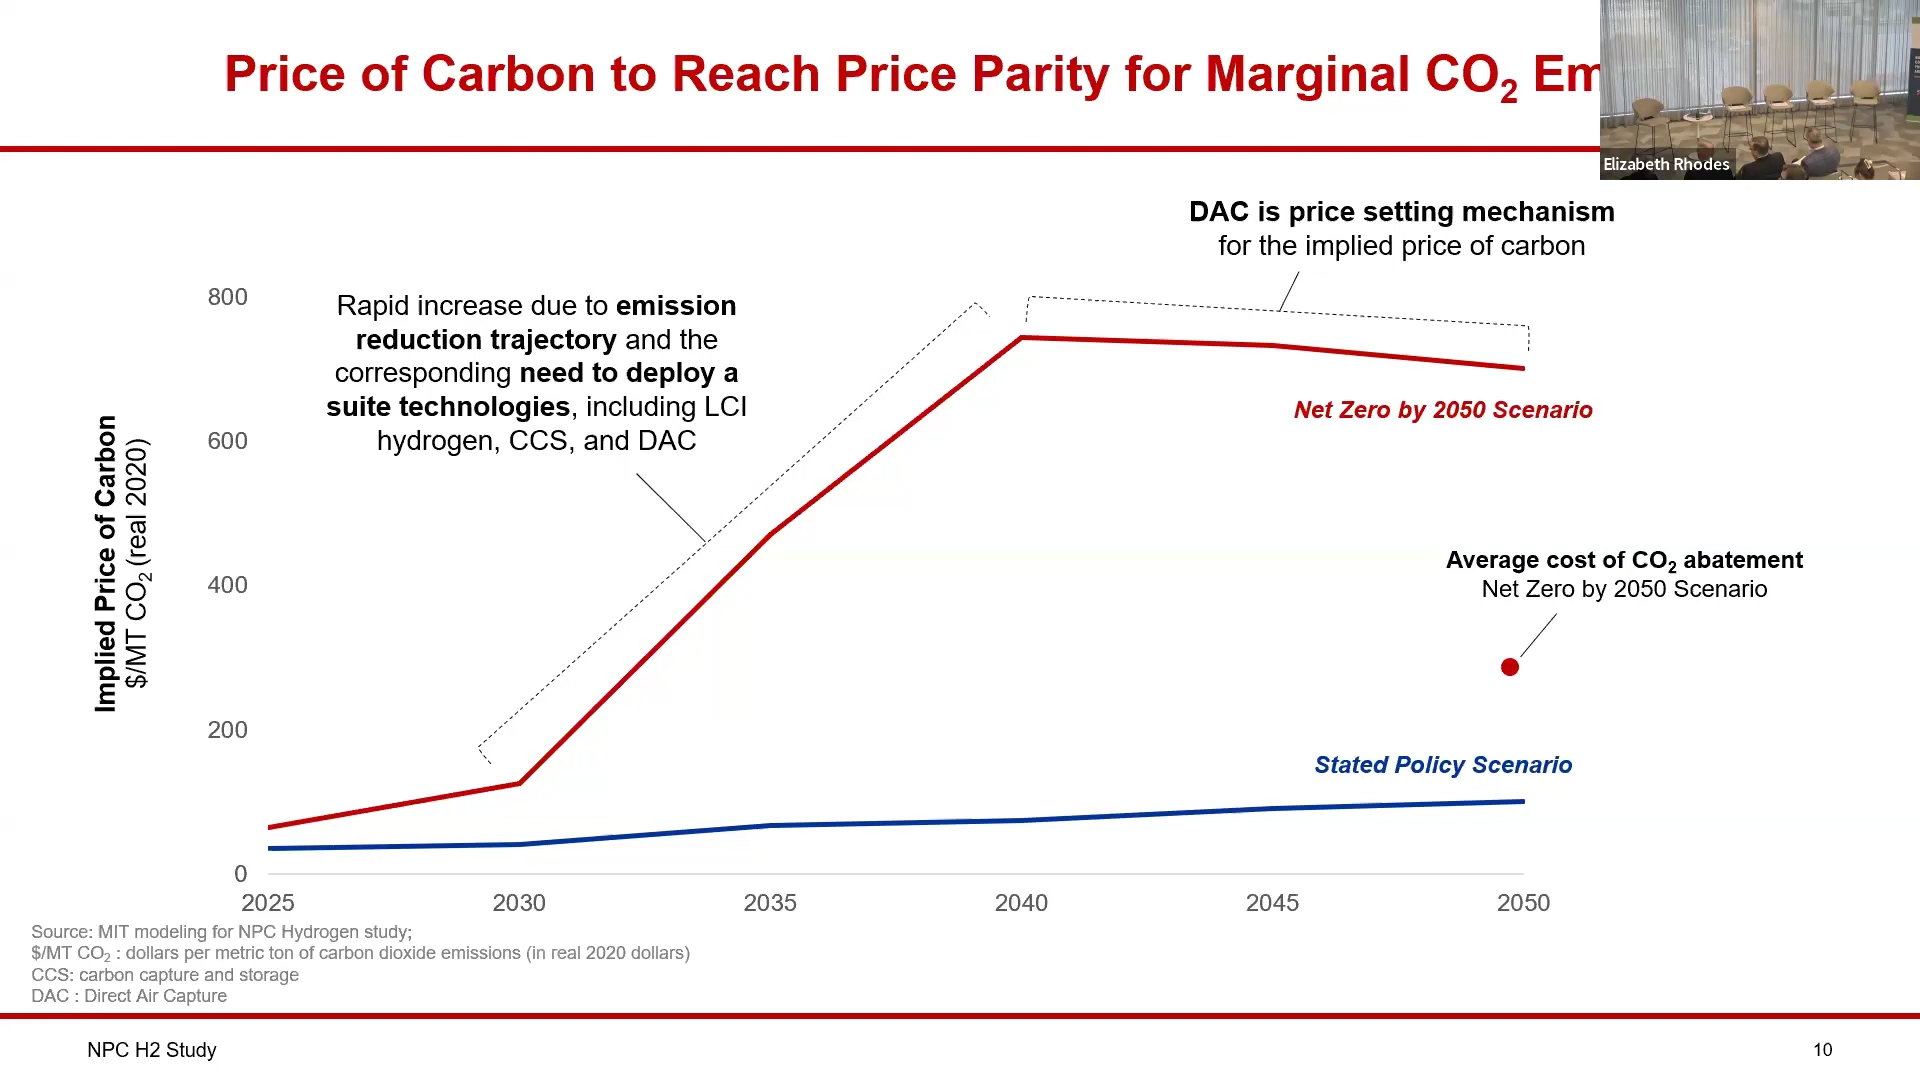 Price of Carbon to Reach Price Parity for Marginal CO₂ Em
Elizabeth Rhodes
DAC is price setting mechanism
for the implied price of carbon
Rapid increase due to emission
reduction trajectory and the
corresponding need to deploy a
suite technologies, including LCI
hydrogen, CCS, and DAC
Net Zero by 2050 Scenario
Average cost of CO₂ abatement
Net Zero by 2050 Scenario
Stated Policy Scenario
Implied Price of Carbon
$/MT CO₂ (real 2020)
800
600
400
200
0
2025 2030 2035 2040 2045 2050
Source: MIT modeling for NPC Hydrogen study;
$/MT CO₂ : dollars per metric ton of carbon dioxide emissions (in real 2020 dollars)
CCS: carbon capture and storage
DAC : Direct Air Capture
NPC H2 Study
10